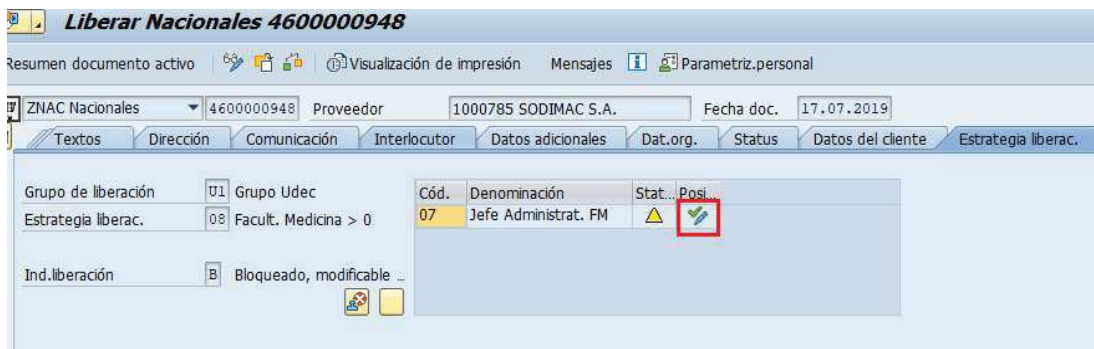 Liberar Nacionales 4600000948
Resumen documento activo Visualización de impresión Mensajes Parametriz.personal
ZNAC Nacionales 4600000948 Proveedor 1000785 SODIMAC S.A. Fecha doc. 17.07.2019
Textos Dirección Comunicación Interlocutor Datos adicionales Dat.org. Status Datos del cliente Estrategia liberac.
Grupo de liberación U1 Grupo Udec Cód. Denominación Stat... Posi...
Estrategia liberac. 08 Facult. Medicina > 0 07 Jefe Administrat. FM
Ind.liberación B Bloqueado, modificable ...